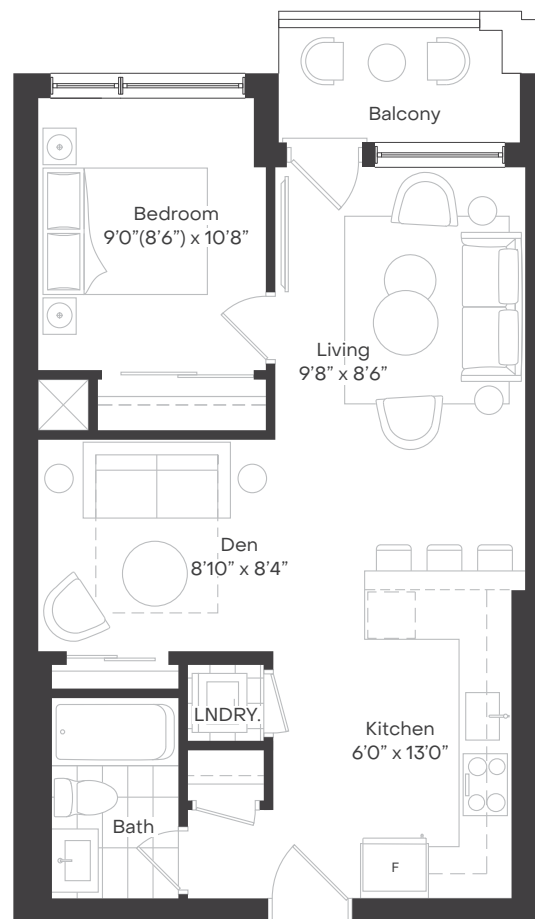 Balcony
Bedroom
9’0”(8’6”) x 10’8”
Living
9’8” x 8’6”
Den
8’10” x 8’4”
LNDRY.
Kitchen
6’0” x 13’0”
Bath
F